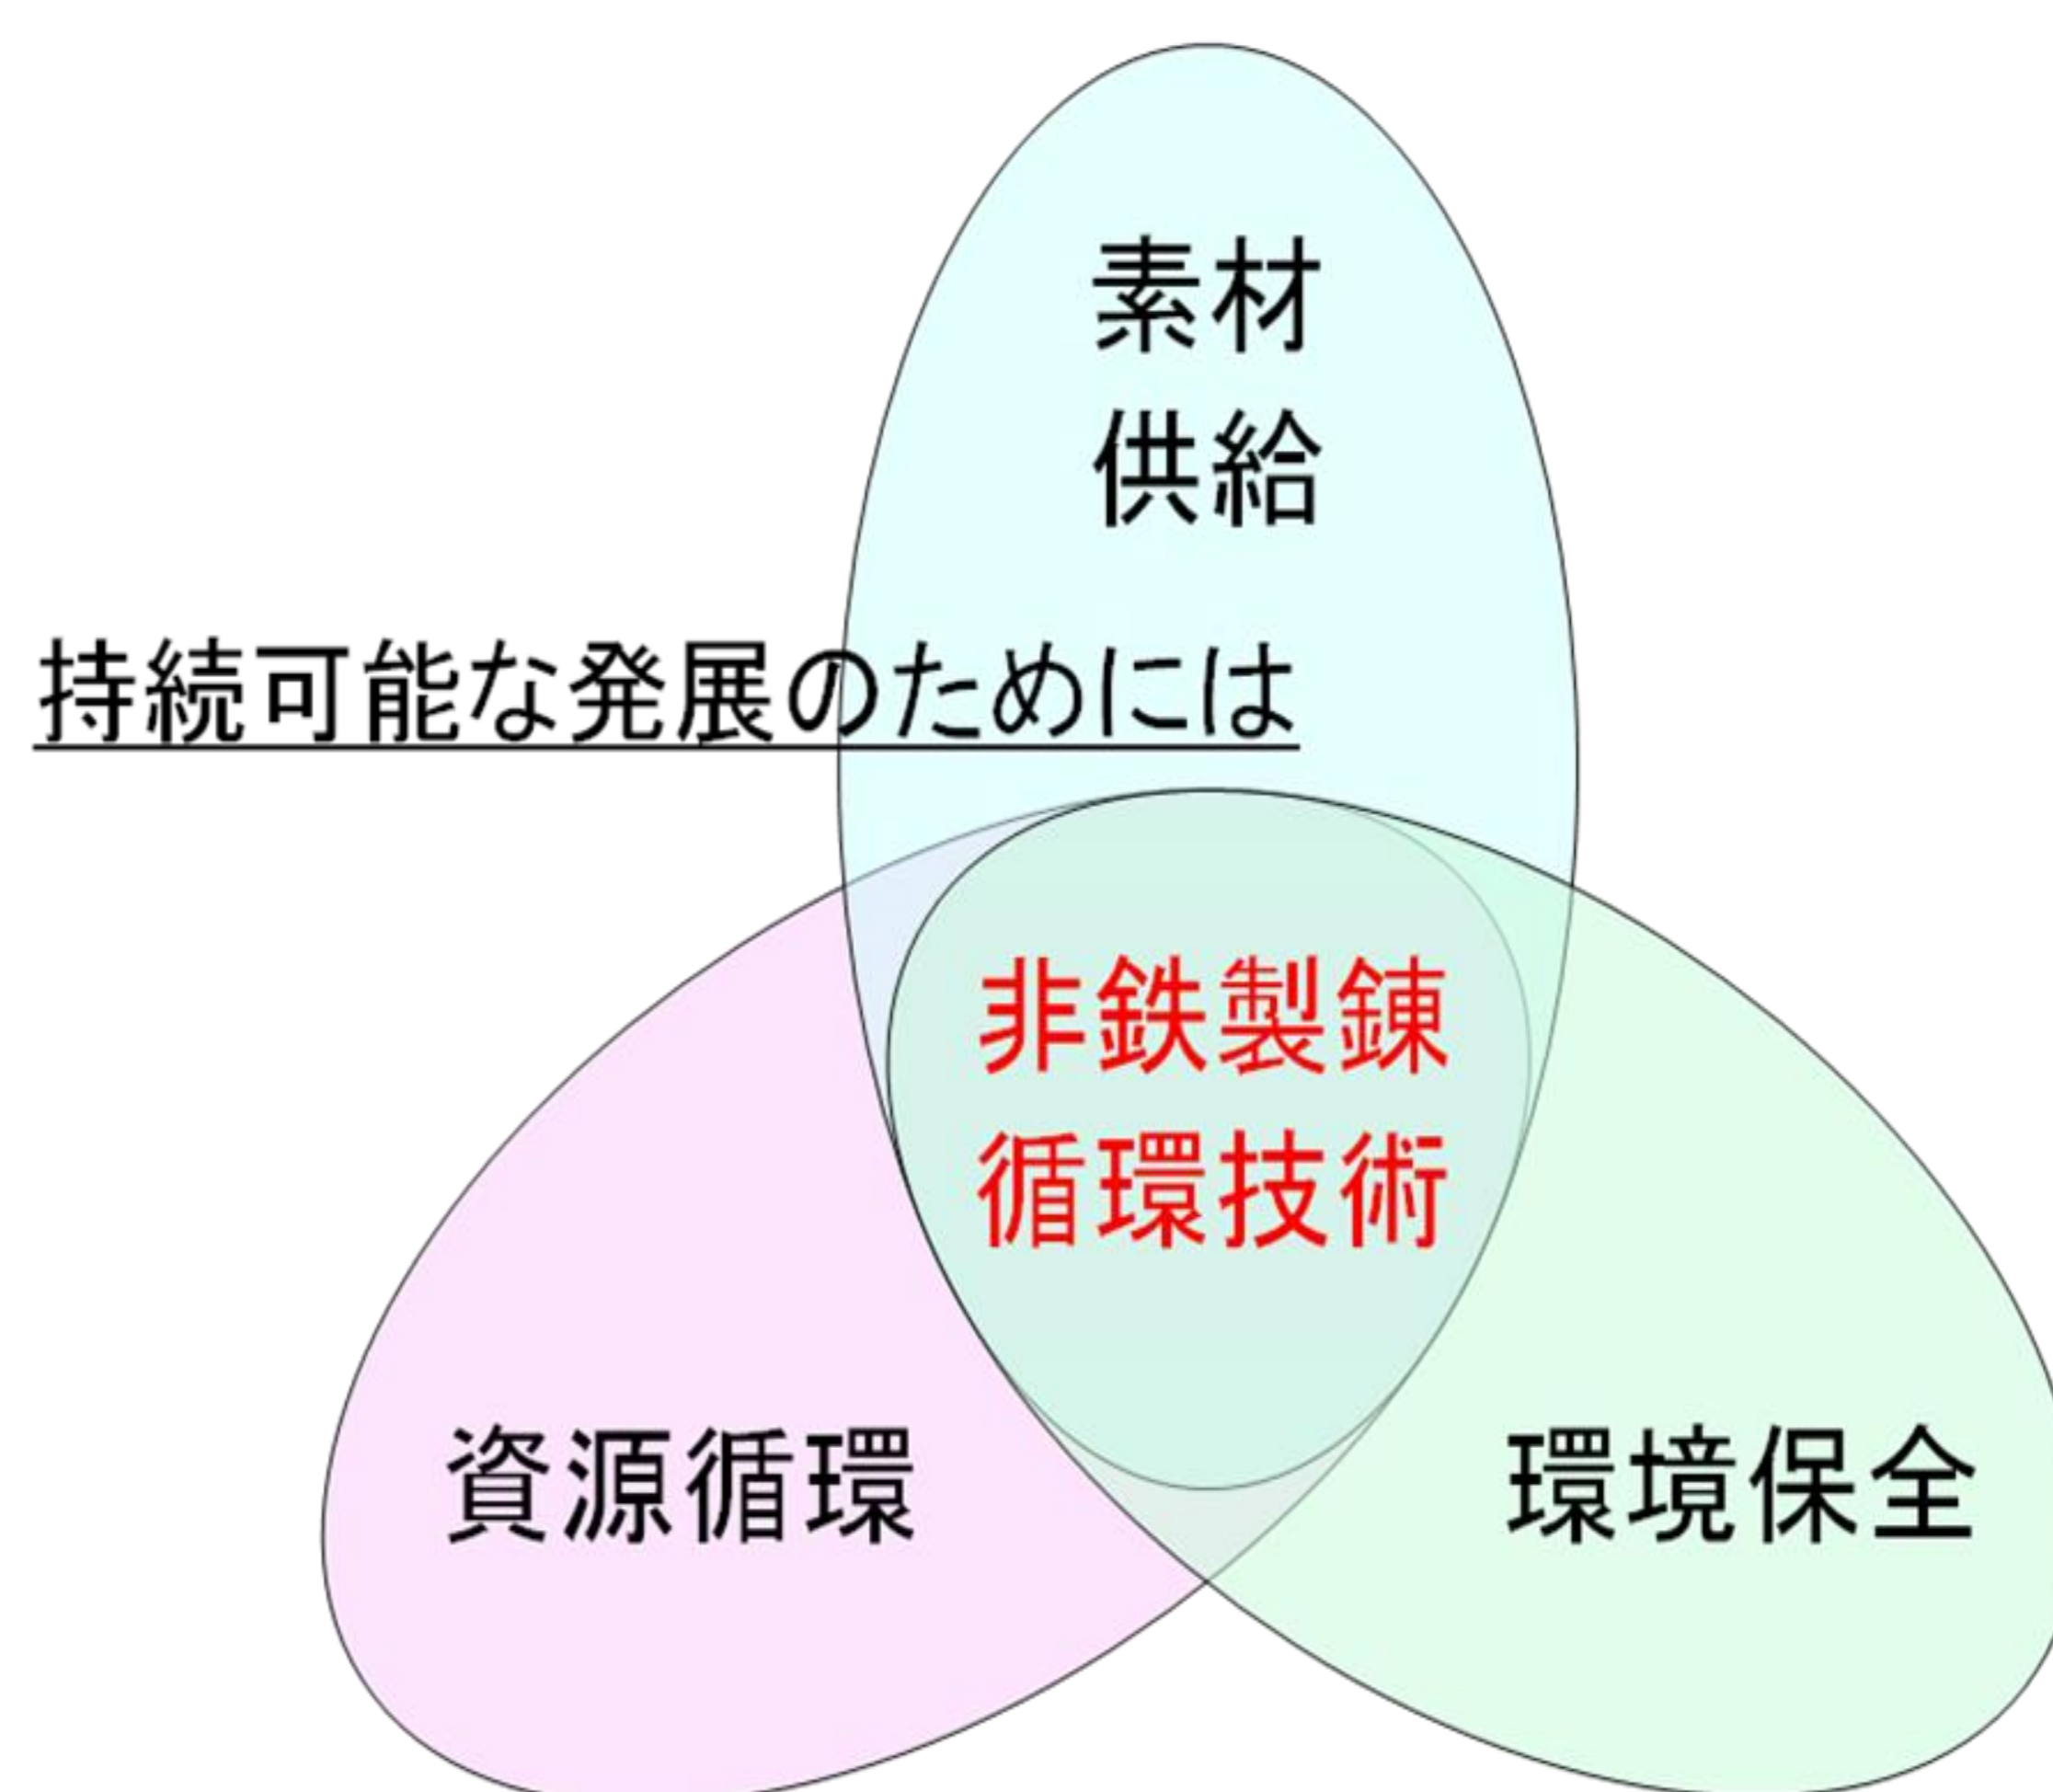 素材
供給
持続可能な発展のためには
非鉄製錬
循環技術
資源循環
環境保全